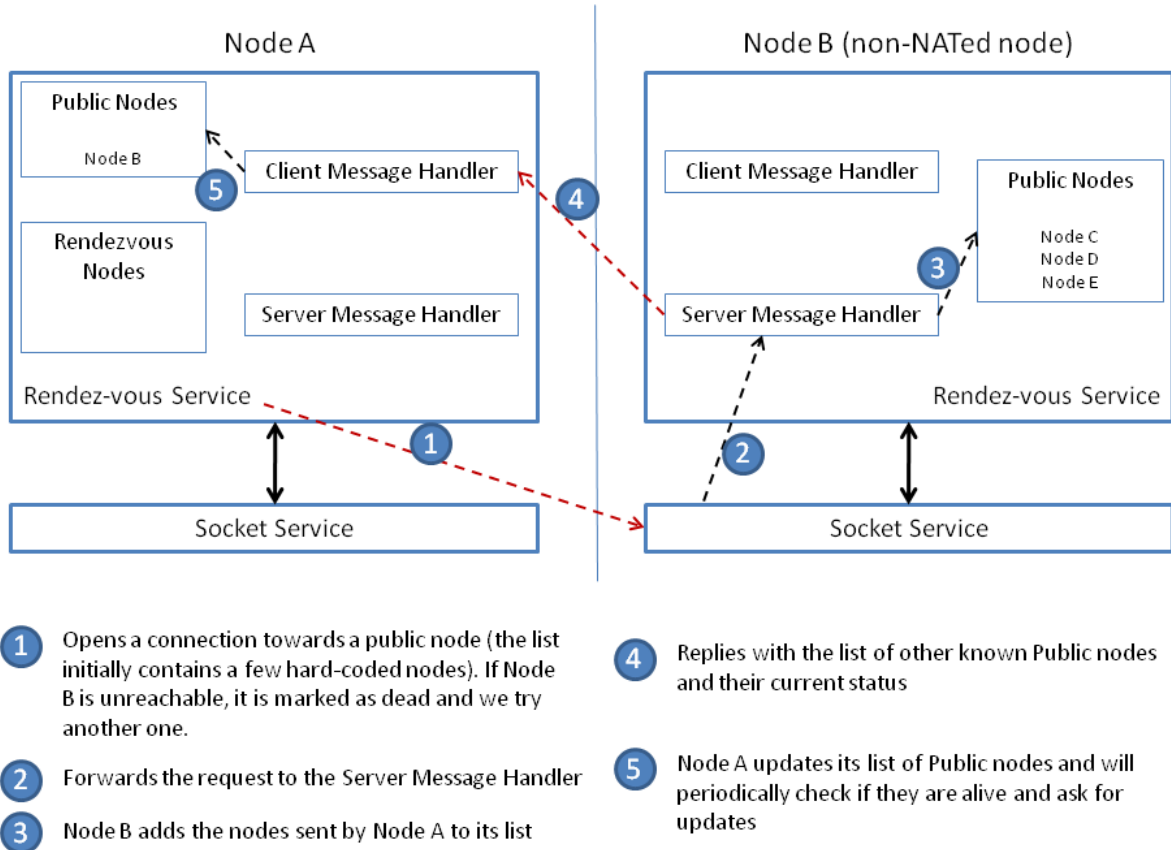 Node A
Public Nodes
Node B
5
Client Message Handler
Rendezvous
Nodes
Server Message Handler
Rendez-vous Service
1
Socket Service
4
Node B (non-NATed node)
Client Message Handler
Public Nodes
Node C
Node D
Node E
3
Server Message Handler
Rendez-vous Service
2
Socket Service
1
Opens a connection towards a public node (the list
initially contains a few hard-coded nodes). If Node
B is unreachable, it is marked as dead and we try
another one.
2
Forwards the request to the Server Message Handler
3
Node B adds the nodes sent by Node A to its list
4
Replies with the list of other known Public nodes
and their current status
5
Node A updates its list of Public nodes and will
periodically check if they are alive and ask for
updates